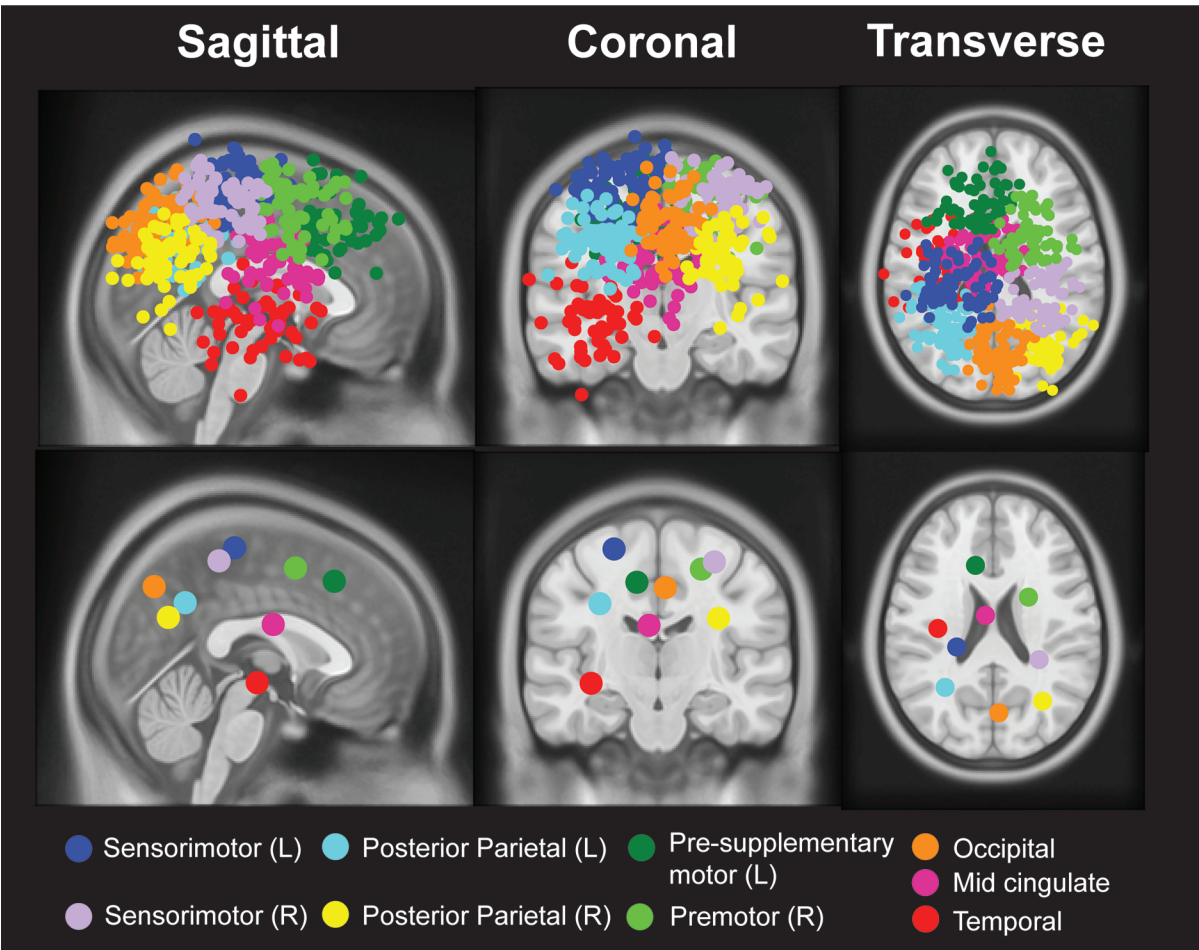 Sagittal
Coronal
Transverse
Sensorimotor (L)
Posterior Parietal (L)
Pre-supplementary
motor (L)
Occipital
Mid cingulate
Sensorimotor (R)
Posterior Parietal (R)
Premotor (R)
Temporal